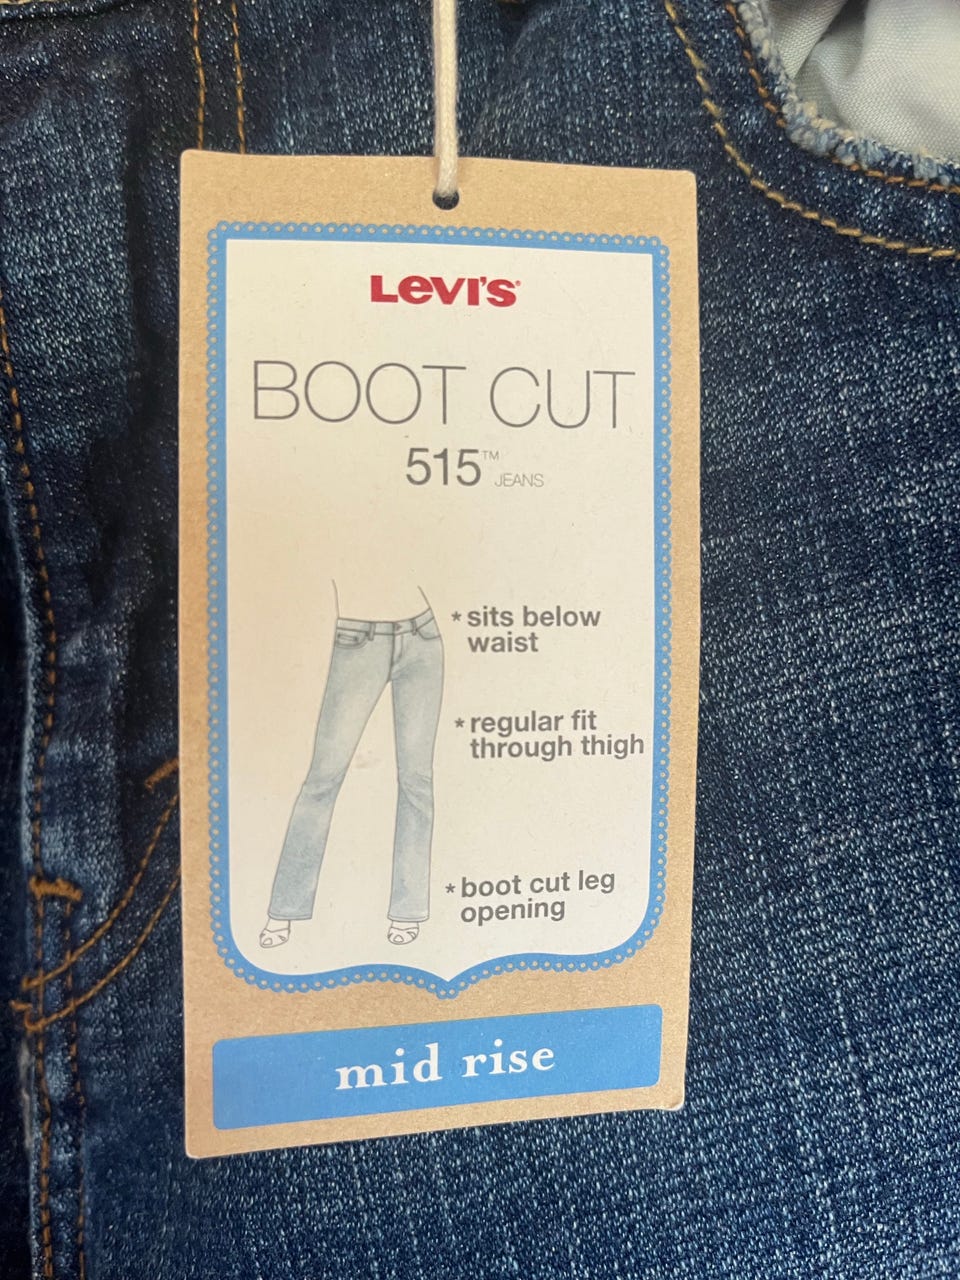 LEVI'S®
BOOT CUT
515™ JEANS
* sits below
waist
* regular fit
through thigh
* boot cut leg
opening
mid rise